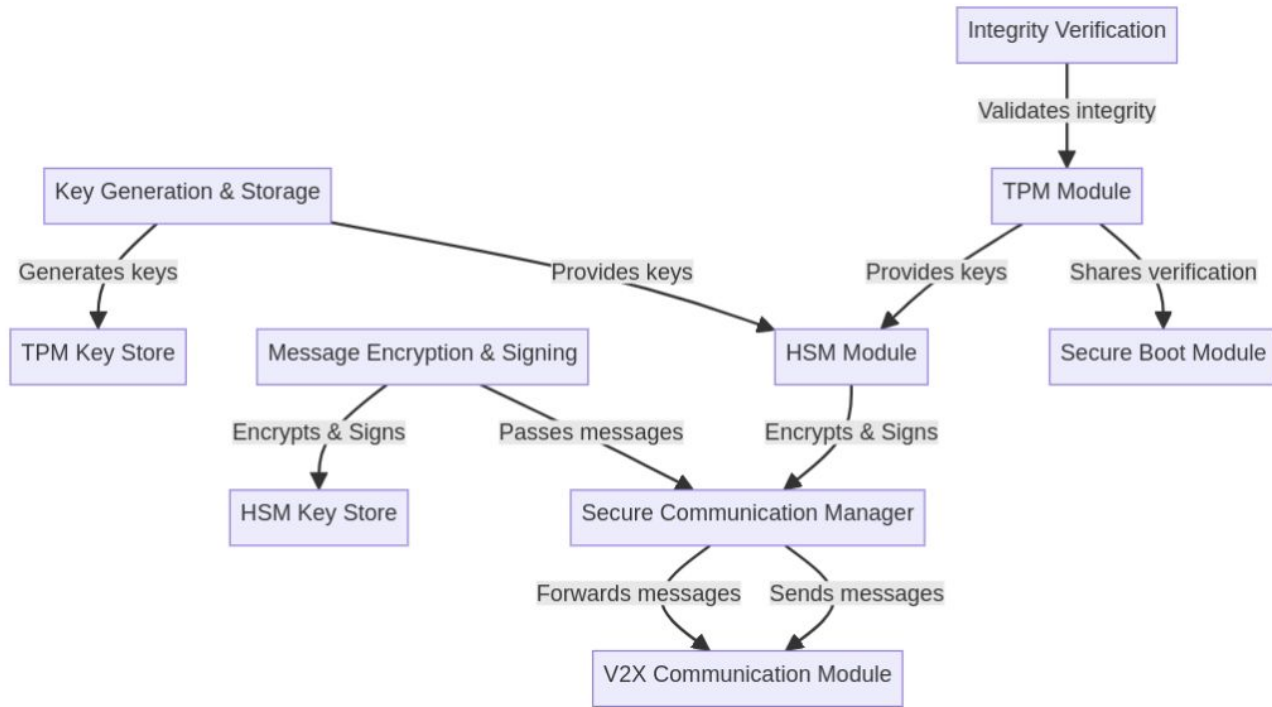 Integrity Verification
Validates integrity
Key Generation & Storage
TPM Module
Generates keys
Provides keys
Provides keys
Shares verification
TPM Key Store
Message Encryption & Signing
HSM Module
Secure Boot Module
Encrypts & Signs
Passes messages
Encrypts & Signs
HSM Key Store
Secure Communication Manager
Forwards messages
Sends messages
V2X Communication Module